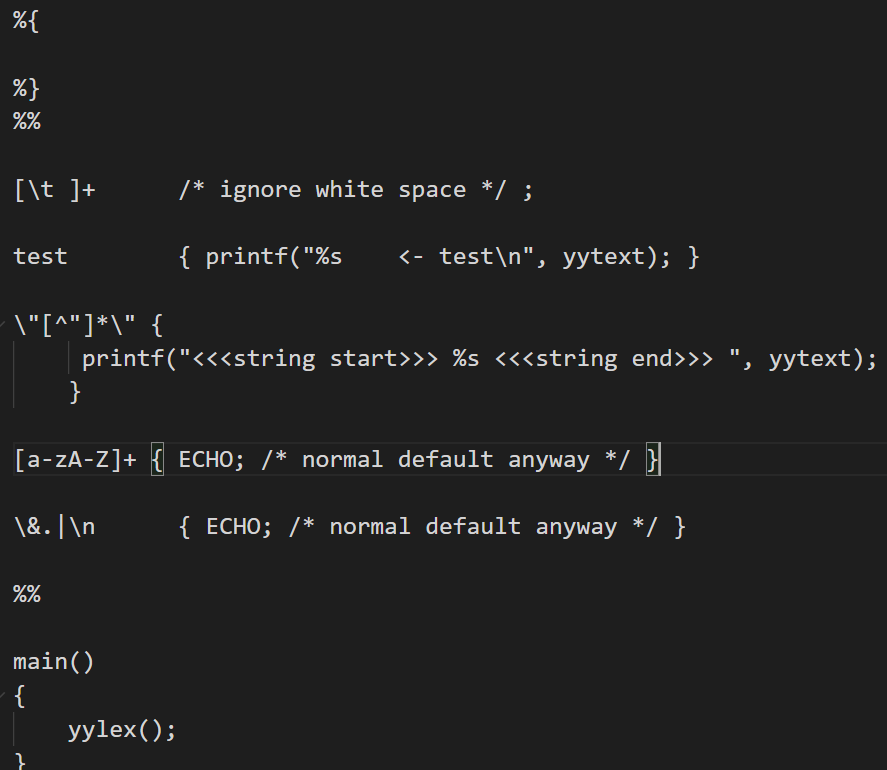 %{
%}
%%
[\t ]+      /* ignore white space */ ;
test        { printf("%s    <- test\n", yytext); }
\"[^"]*\" {
     printf("<<<string start>>> %s <<<string end>>> ", yytext);
    }
[a-zA-Z]+ { ECHO; /* normal default anyway */ }
\&.|\n      { ECHO; /* normal default anyway */ }
%%
main()
{
    yylex();
}